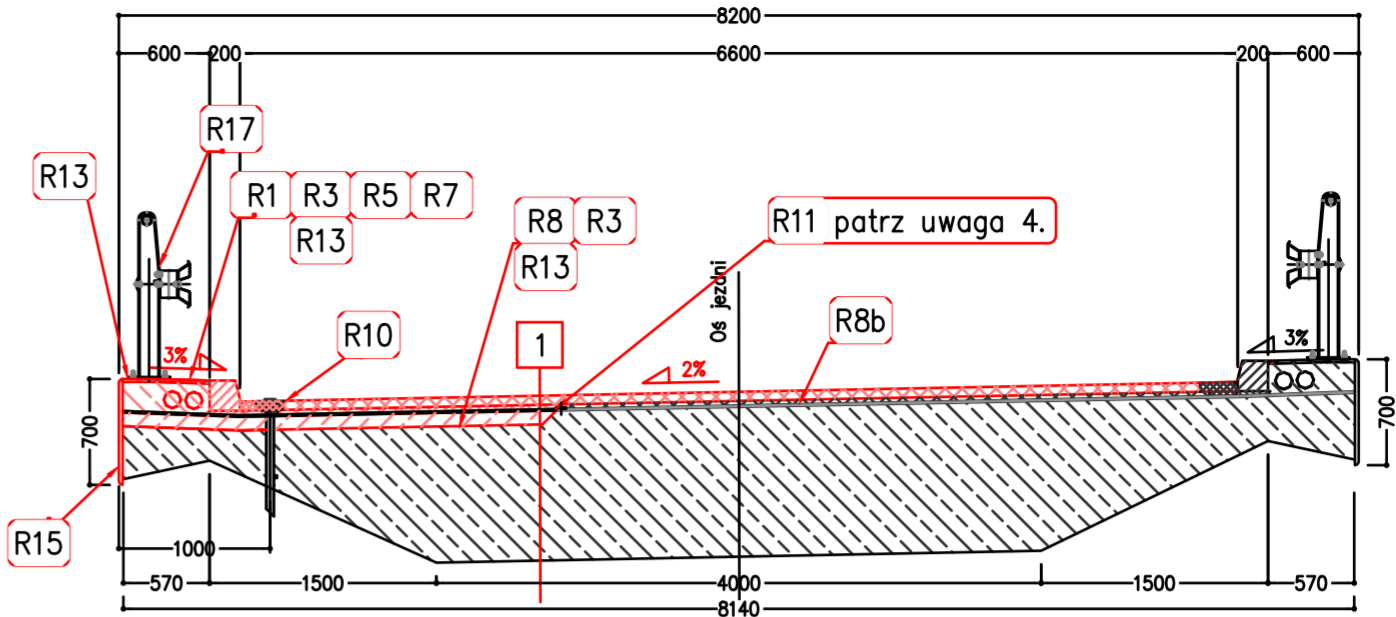 8200
600 200 6600 200 600
R17
R13
R1 R3 R5 R7
R13
R8 R3
R13
R11 patrz uwaga 4.
Oś jezdni
R10
1
R8b
3%
2%
3%
700
700
R15
1000
570 1500 4000 1500 570
8140